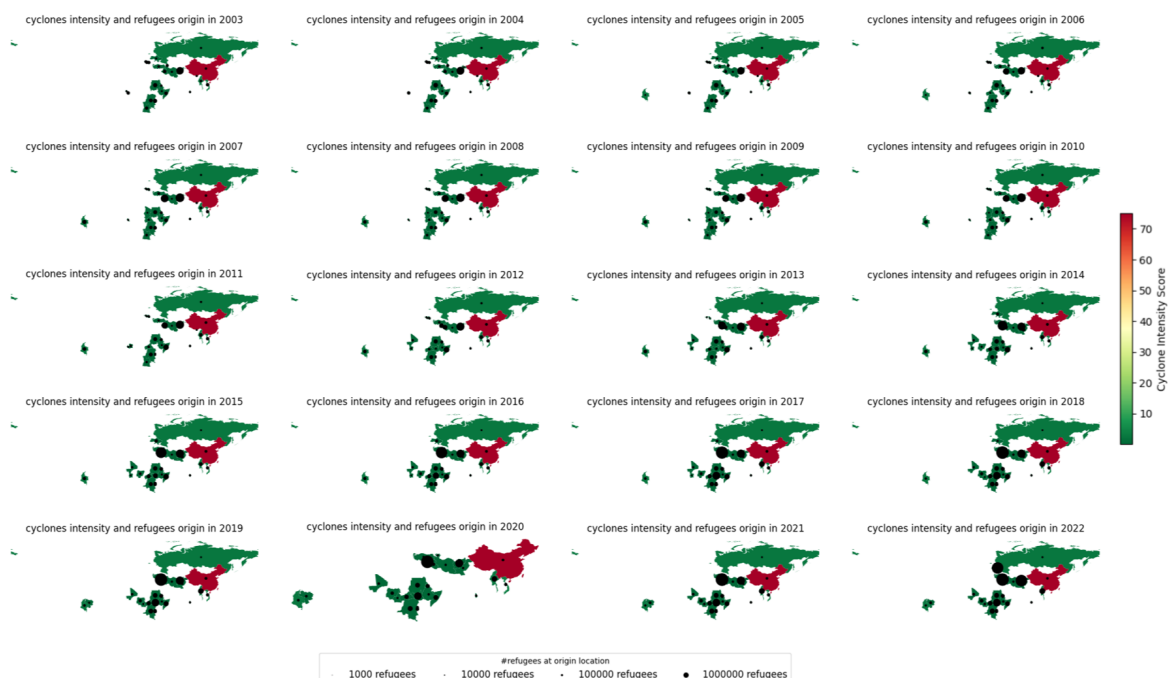 cyclones intensity and refugees origin in 2003
cyclones intensity and refugees origin in 2004
cyclones intensity and refugees origin in 2005
cyclones intensity and refugees origin in 2006
cyclones intensity and refugees origin in 2007
cyclones intensity and refugees origin in 2008
cyclones intensity and refugees origin in 2009
cyclones intensity and refugees origin in 2010
cyclones intensity and refugees origin in 2011
cyclones intensity and refugees origin in 2012
cyclones intensity and refugees origin in 2013
cyclones intensity and refugees origin in 2014
cyclones intensity and refugees origin in 2015
cyclones intensity and refugees origin in 2016
cyclones intensity and refugees origin in 2017
cyclones intensity and refugees origin in 2018
cyclones intensity and refugees origin in 2019
cyclones intensity and refugees origin in 2020
cyclones intensity and refugees origin in 2021
cyclones intensity and refugees origin in 2022
70
60
50
40
30
20
10
Cyclone Intensity Score
#refugees at origin location
1000 refugees
10000 refugees
100000 refugees
1000000 refugees